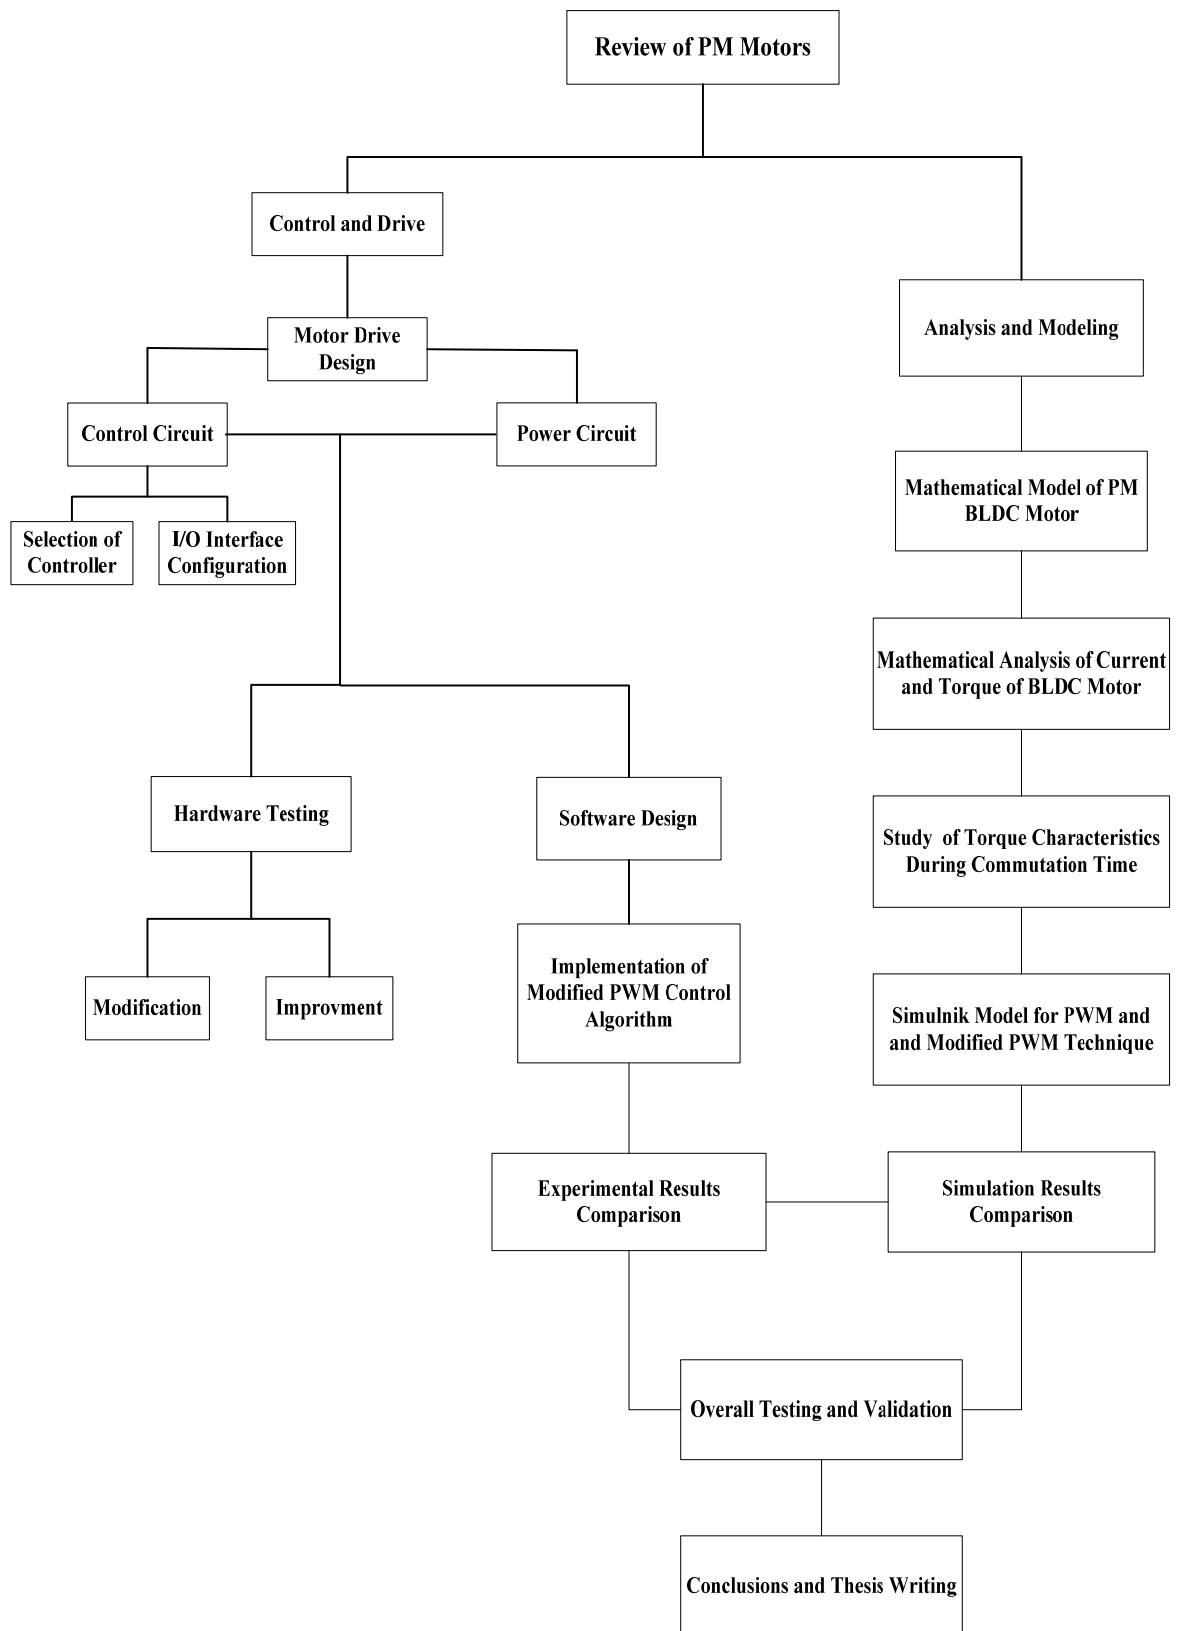 Review of PM Motors
Control and Drive
Analysis and Modeling
Motor Drive
Design
Control Circuit
Power Circuit
Mathematical Model of PM
BLDC Motor
Selection of
Controller
I/O Interface
Configuration
Mathematical Analysis of Current
and Torque of BLDC Motor
Hardware Testing
Software Design
Study of Torque Characteristics
During Commutation Time
Modification
Improvment
Implementation of
Modified PWM Control
Algorithm
Simulnik Model for PWM and
and Modified PWM Technique
Experimental Results
Comparison
Simulation Results
Comparison
Overall Testing and Validation
Conclusions and Thesis Writing